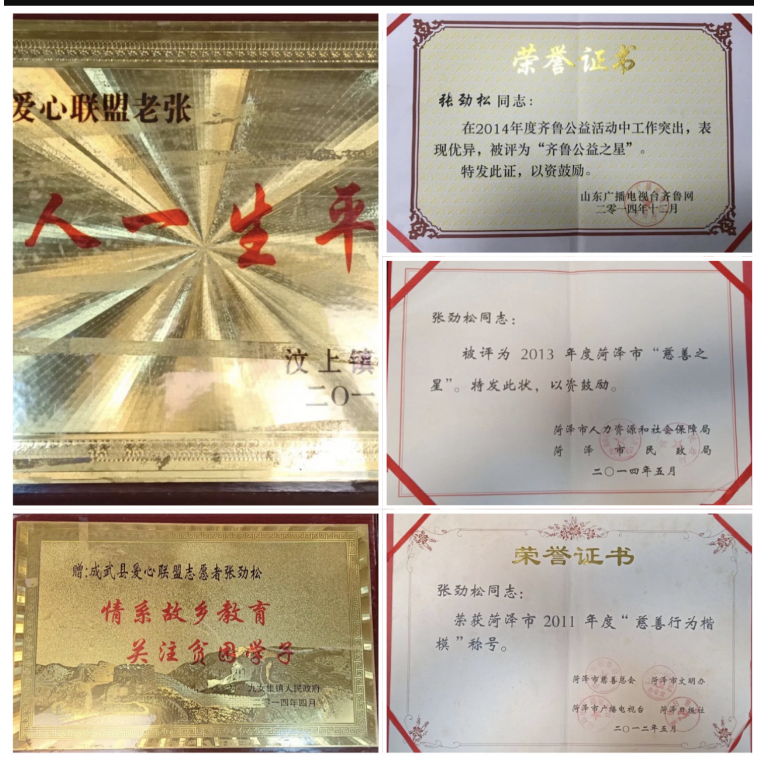 爱心联盟老张
人一生平
汶上镇
二〇一
荣誉证书
张劲松同志：
在2014年度齐鲁公益活动中工作突出，表
现优异，被评为“齐鲁公益之星”。
特发此证，以资鼓励。
山东广播电视台齐鲁网
二零一四年十二月
张劲松同志：
被评为 2013 年度菏泽市“慈善之
星”。特发此状，以资鼓励。
菏泽市人力资源和社会保障局
菏泽市民政局
二〇一四年五月
赠:成武县爱心联盟志愿者张劲松
情系故乡教育
关注贫困学子
九女集镇人民政府
二〇一四年四月
荣誉证书
张劲松同志：
荣获菏泽市 2011 年度“慈善行为楷
模”称号。
菏泽市慈善总会 菏泽市文明办
菏泽市广播电视台 菏泽日报社
二〇一二年五月